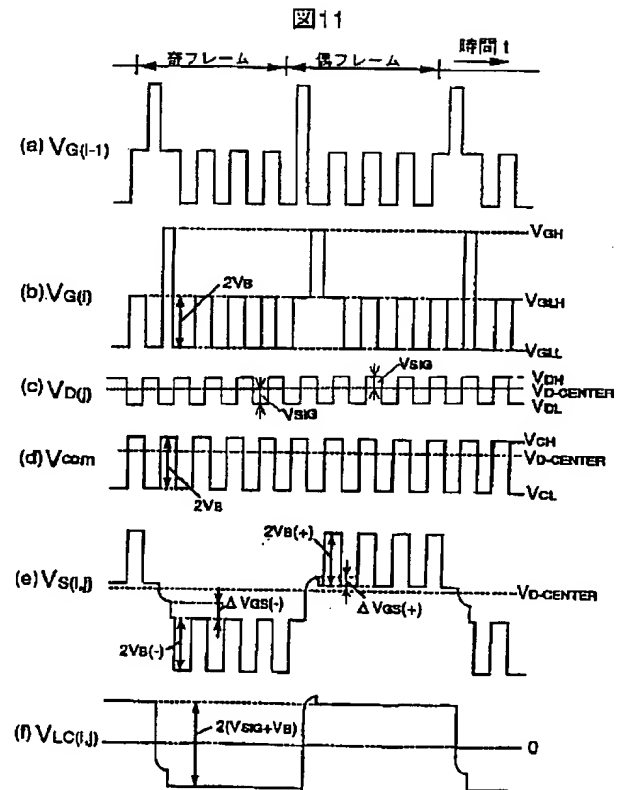 図11
奇フレーム 偶フレーム 時間 t
(a) VG(i-1)
(b) VG(i) 2VB VGH
VGLH
VGLL
(c) VD(j) VSIG VSIG VDH
VD-CENTER
VDL
(d) Vcom 2VB VCH
VD-CENTER
VCL
(e) VS(i,j) 2VB(+) VD-CENTER
ΔVGS(-) ΔVGS(+)
2VB(-)
(f) VLC(i,j) 2(VSIG+VB) 0